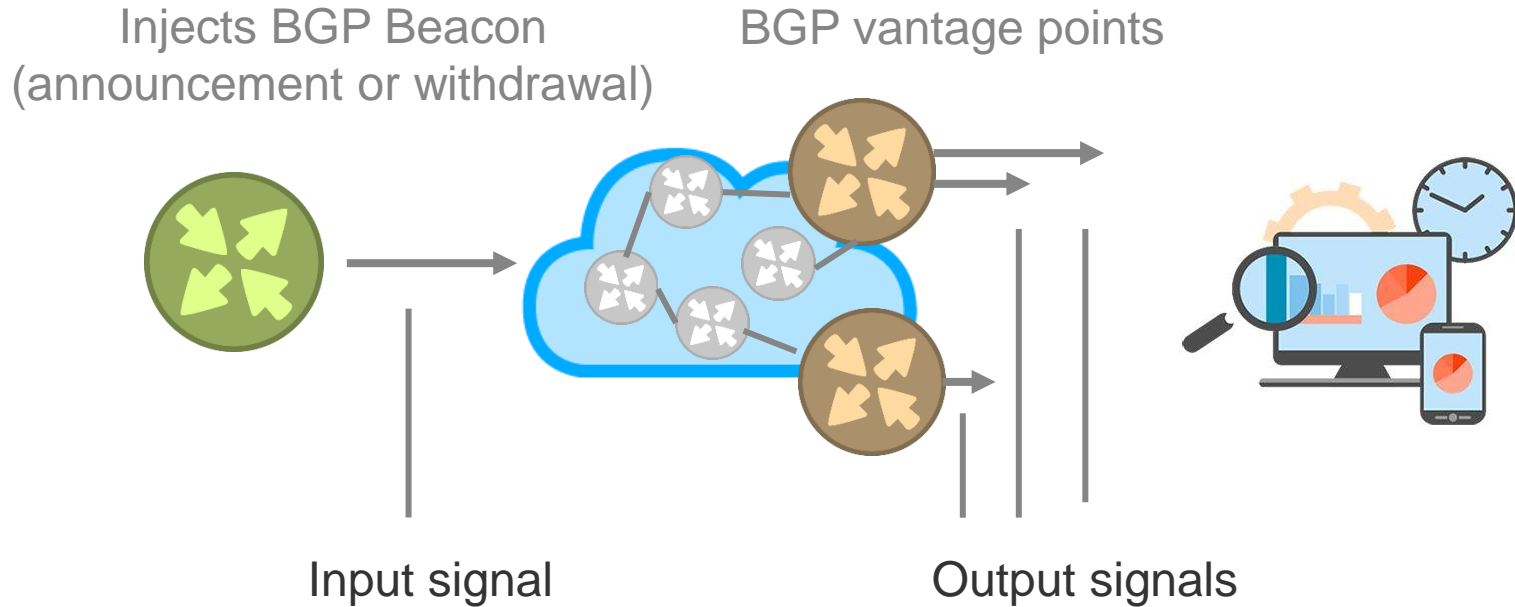 Injects BGP Beacon
(announcement or withdrawal)
BGP vantage points
Input signal
Output signals